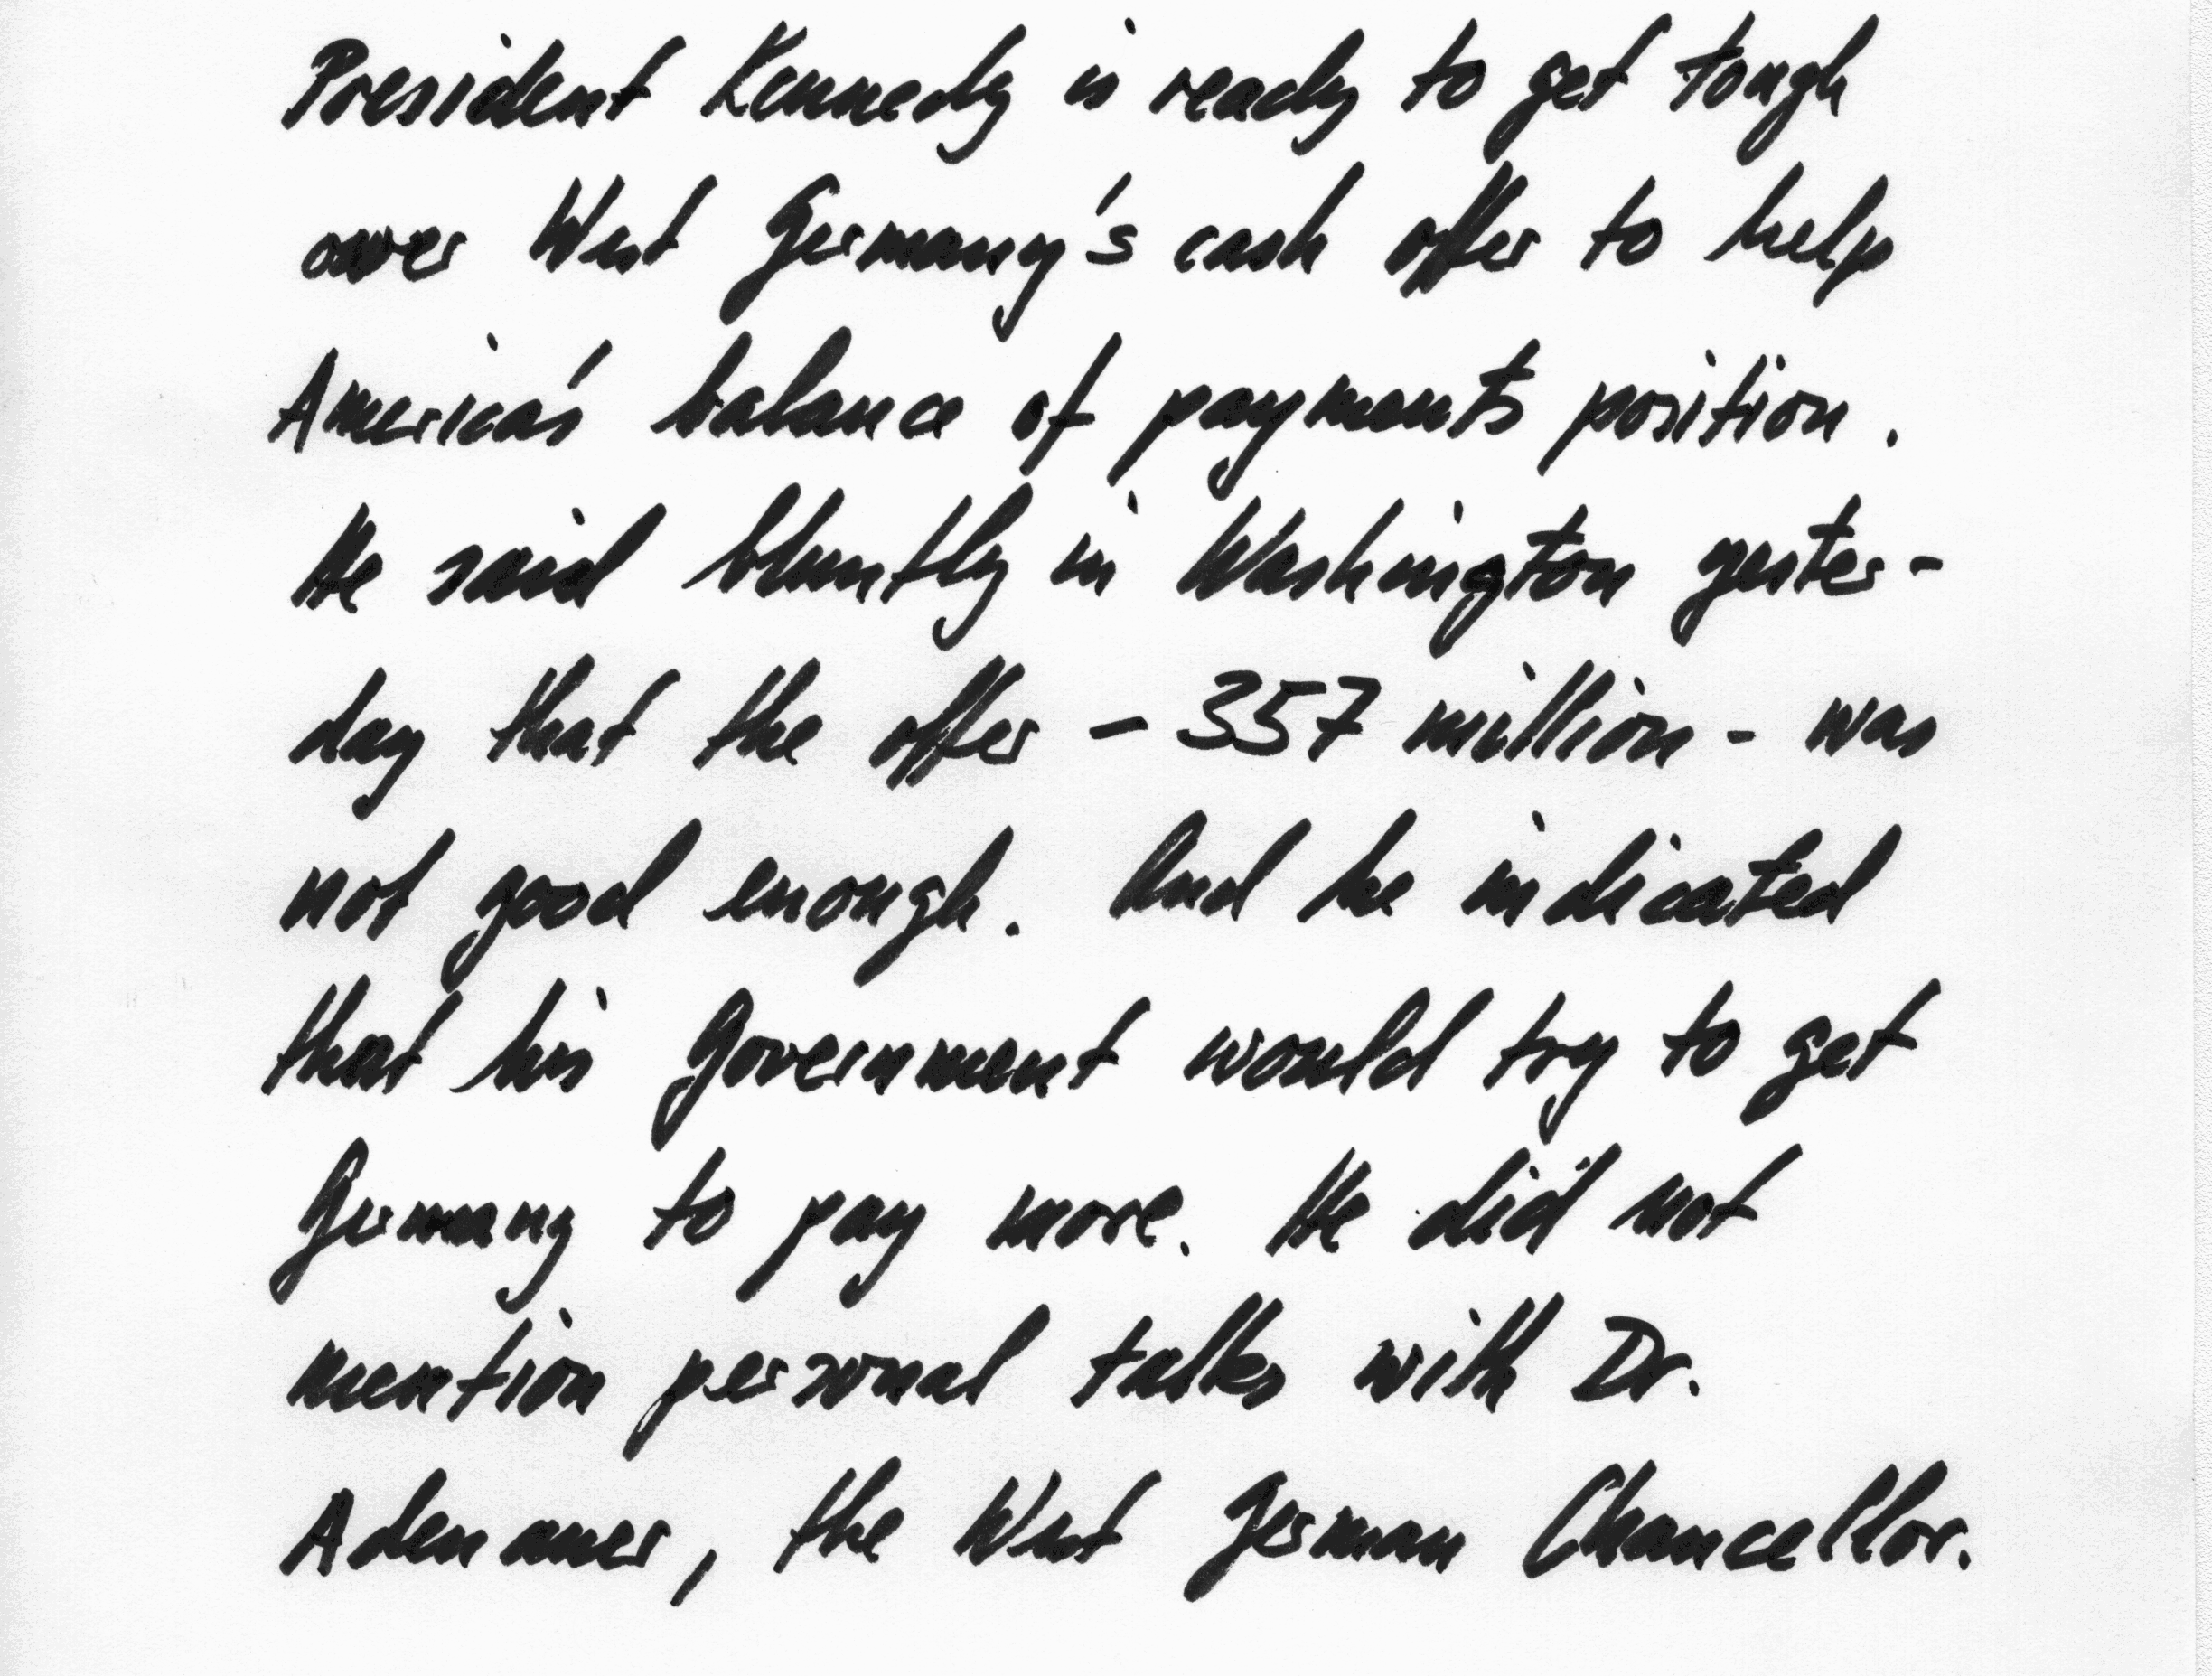 President Kennedy is ready to get tough
over West Germany's cash offer to help
America's balance of payments position.
He said bluntly in Washington yester-
day that the offer - 357 million - was
not good enough. And he indicated
that his Government would try to get
Germany to pay more. He did not
mention personal talks with Dr.
Adenauer, the West German Chancellor.